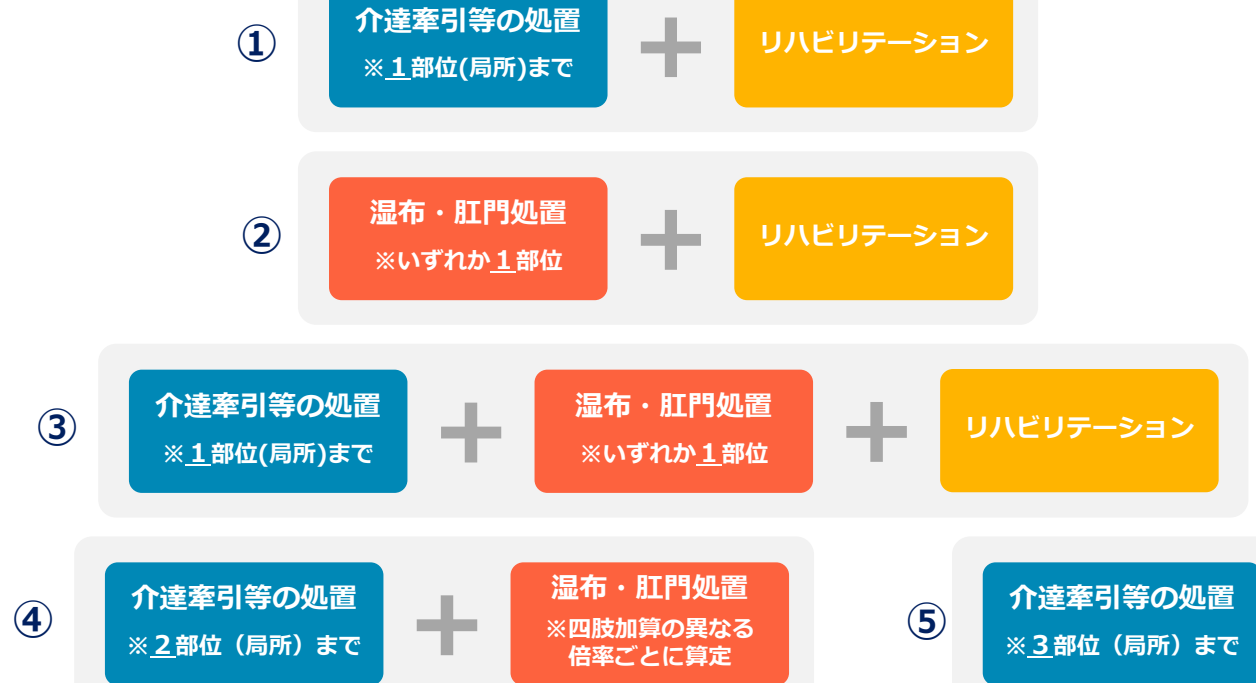 ①
介達牽引等の処置
※１部位(局所)まで
＋
リハビリテーション
②
湿布・肛門処置
※いずれか１部位
＋
リハビリテーション
③
介達牽引等の処置
※１部位(局所)まで
＋
湿布・肛門処置
※いずれか１部位
＋
リハビリテーション
④
介達牽引等の処置
※２部位（局所）まで
＋
湿布・肛門処置
※四肢加算の異なる
倍率ごとに算定
⑤
介達牽引等の処置
※３部位（局所）まで